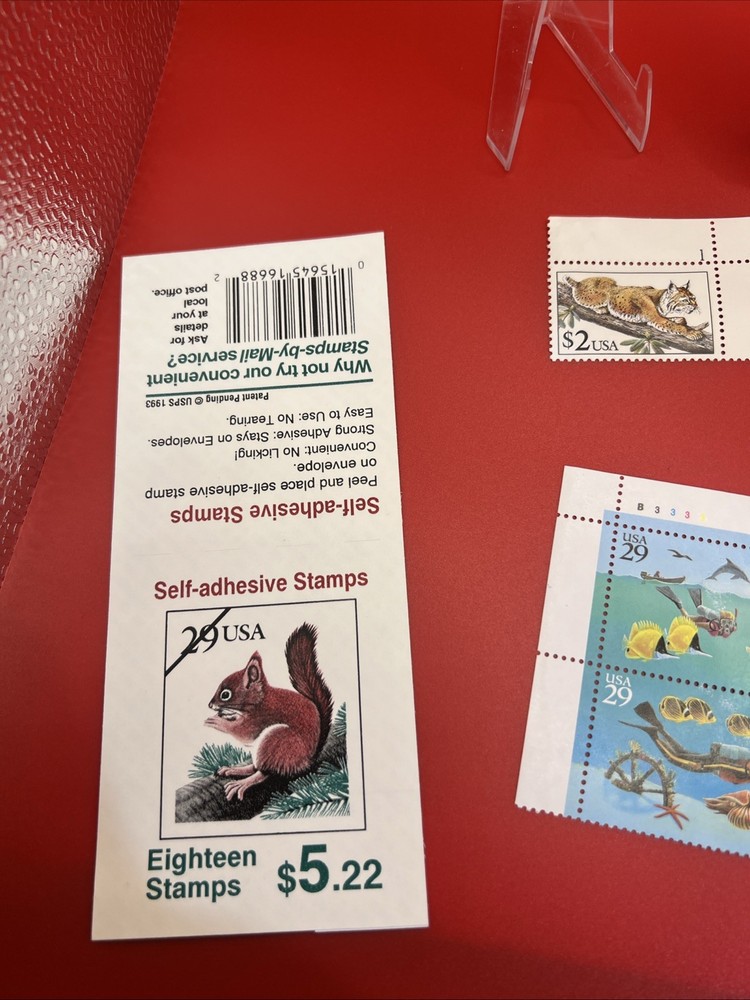 Self-adhesive Stamps
29 USA
Eighteen
Stamps
$5.22
Self-adhesive Stamps
Peel and place self-adhesive stamp
on envelope.
Convenient: No Licking!
Strong Adhesive: Stays on Envelopes.
Easy to Use: No Tearing.
Patent Pending © USPS 1993
Why not try our convenient
Stamps-by-Mail service?
Ask for
details
at your
local
post office.
0 15645 16688 2
1
$2 USA
B 3 3 3
USA
29
USA
29